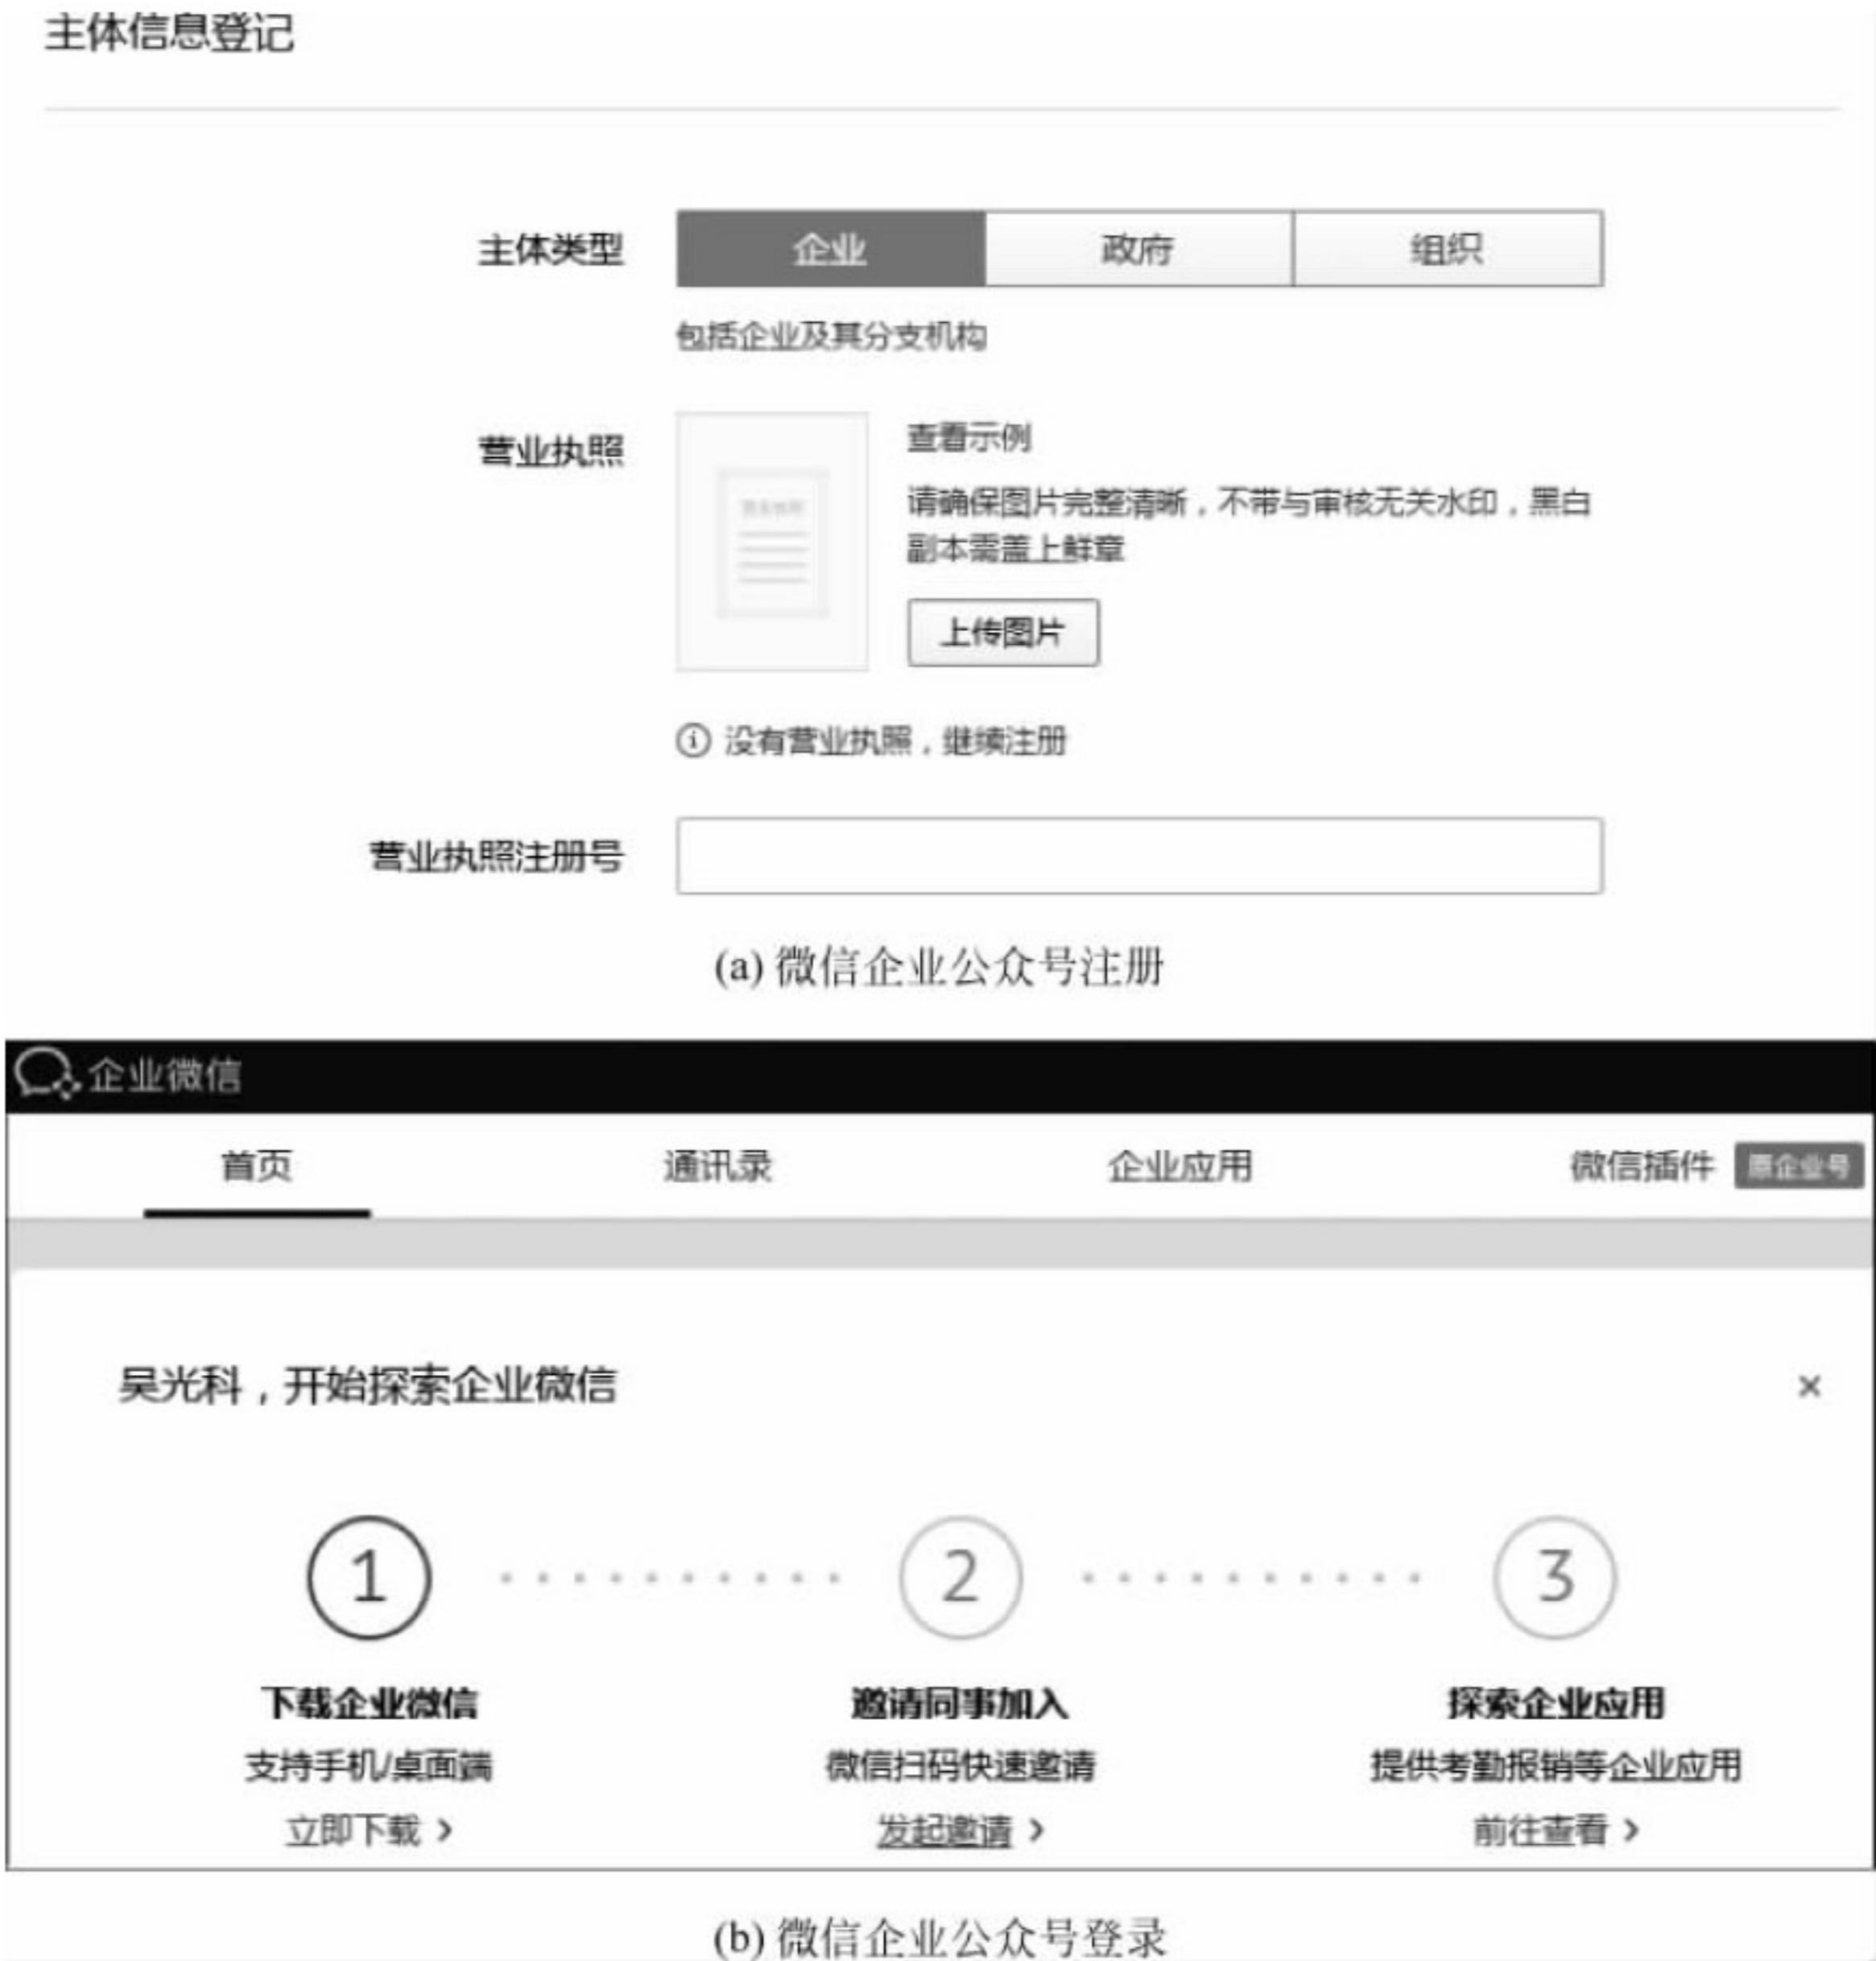 主体信息登记
主体类型
企业
政府
组织
包括企业及其分支机构
营业执照
营业执照
查看示例
请确保图片完整清晰，不带与审核无关水印，黑白
副本需盖上鲜章
上传图片
没有营业执照，继续注册
营业执照注册号
(a) 微信企业公众号注册
企业微信
首页
通讯录
企业应用
微信插件 原企业号
吴光科，开始探索企业微信
×
1
2
3
下载企业微信
邀请同事加入
探索企业应用
支持手机/桌面端
微信扫码快速邀请
提供考勤报销等企业应用
立即下载 >
发起邀请 >
前往查看 >
(b) 微信企业公众号登录